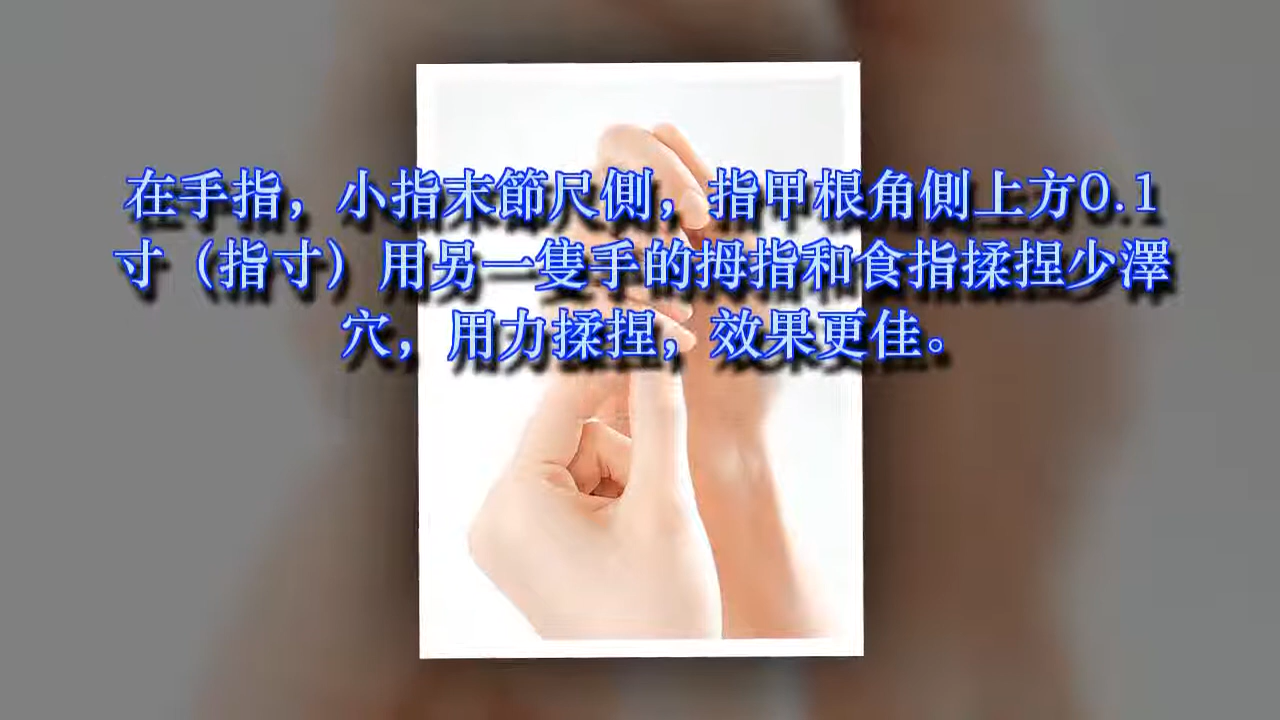 在手指，小指末節尺側，指甲根角側上方0.1
寸（指寸）用另一隻手的拇指和食指揉捏少澤
穴，用力揉捏，效果更佳。